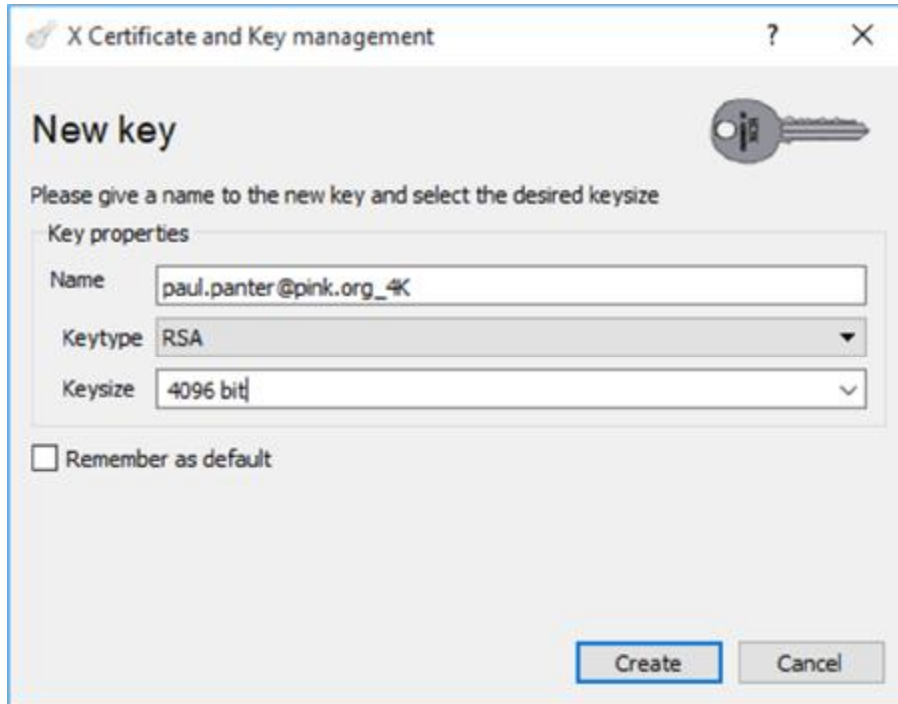 X Certificate and Key management
?
New key
Please give a name to the new key and select the desired keysize
Key properties
Name paul.panter@pink.org_4K
Keytype RSA
Keysize 4096 bit
Remember as default
Create Cancel